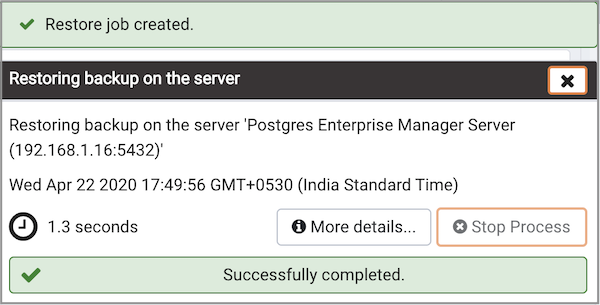 Restore job created.
Restoring backup on the server
Restoring backup on the server 'Postgres Enterprise Manager Server
(192.168.1.16:5432)'
Wed Apr 22 2020 17:49:56 GMT+0530 (India Standard Time)
1.3 seconds More details... Stop Process
Successfully completed.